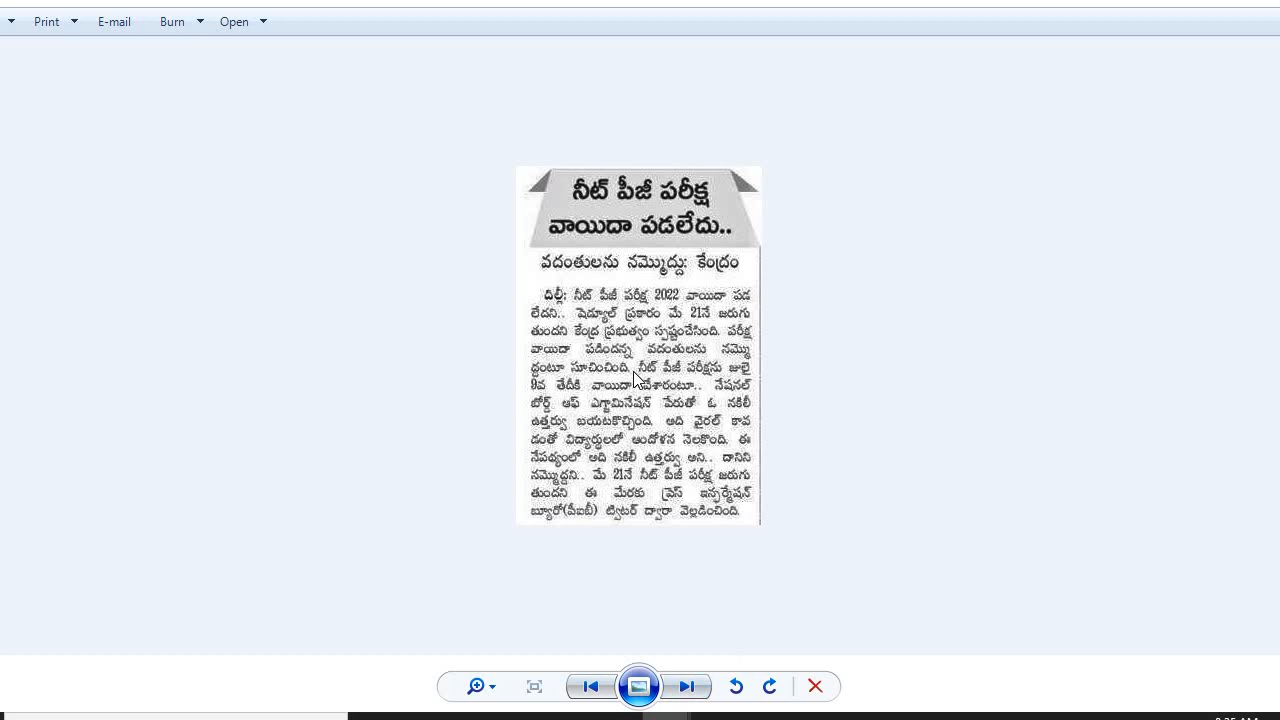 Print
E-mail
Burn
Open
నీట్ పీజీ పరీక్ష
వాయిదా పడలేదు..
వదంతులను నమ్మొద్దు: కేంద్రం
దిల్లీ: నీట్ పీజీ పరీక్ష 2022 వాయిదా పడ
లేదని.. షెడ్యూల్ ప్రకారం మే 21నే జరుగు
తుందని కేంద్ర ప్రభుత్వం స్పష్టంచేసింది. పరీక్ష
వాయిదా పడిందన్న వదంతులను నమ్మొ
ద్దంటూ సూచించింది. నీట్ పీజీ పరీక్షను జులై
9వ తేదీకి వాయిదా వేశారంటూ.. నేషనల్
బోర్డ్ ఆఫ్ ఎగ్జామినేషన్ పేరుతో ఓ నకిలీ
ఉత్తర్వు బయటకొచ్చింది. అది వైరల్ కావ
డంతో విద్యార్థులలో ఆందోళన నెలకొంది. ఈ
నేపథ్యంలో అది నకిలీ ఉత్తర్వు అని.. దానిని
నమ్మొద్దని.. మే 21నే నీట్ పీజీ పరీక్ష జరుగు
తుందని ఈ మేరకు ప్రెస్ ఇన్ఫర్మేషన్
బ్యూరో(పీఐబీ) ట్విటర్ ద్వారా వెల్లడించింది.